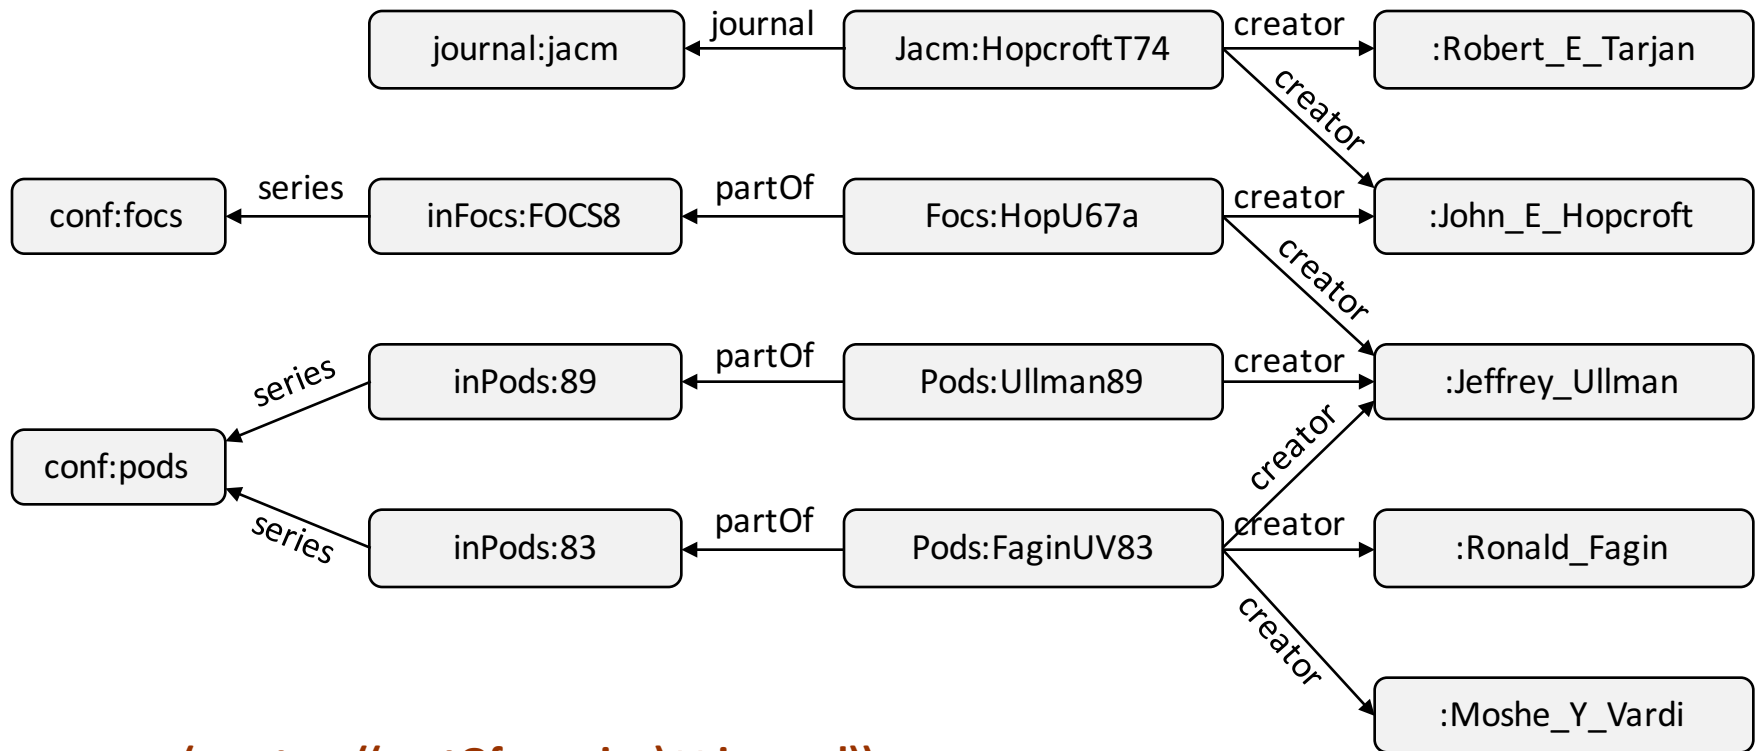 journal:jacm journal Jacm:HopcroftT74 creator :Robert_E_Tarjan
creator
conf:focs series inFocs:FOCS8 partOf Focs:HopU67a creator :John_E_Hopcroft
creator
series inPods:89 partOf Pods:Ullman89 creator :Jeffrey_Ullman
conf:pods creator
series inPods:83 partOf Pods:FaginUV83 creator :Ronald_Fagin
creator
:Moshe_Y_Vardi